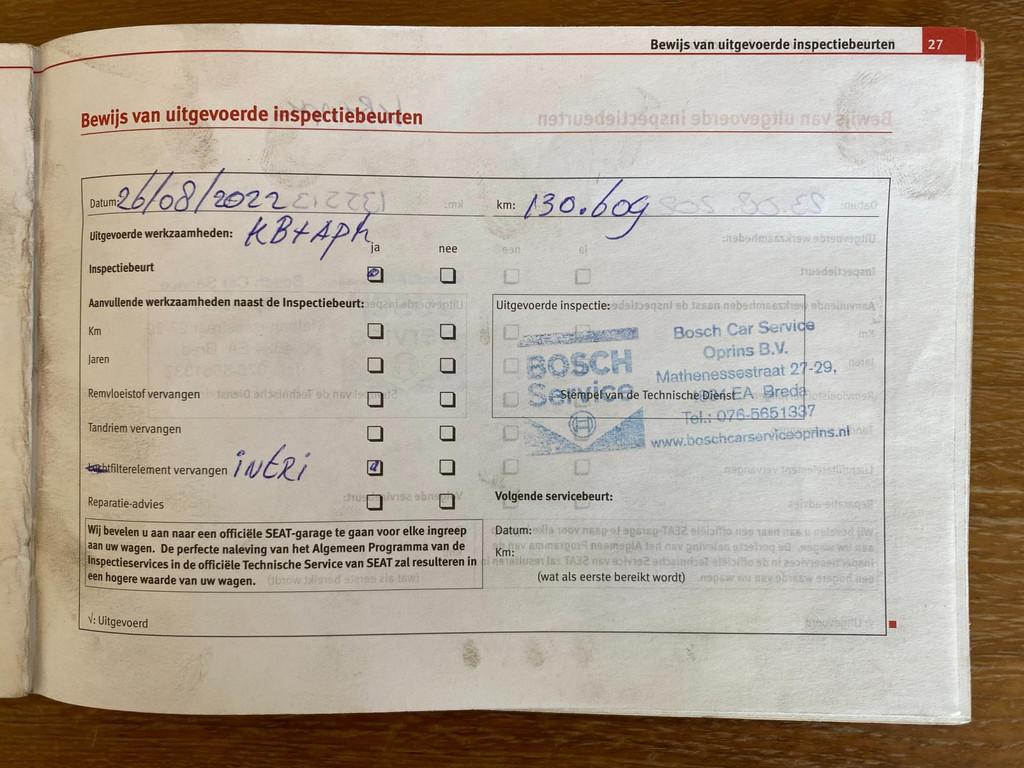 Bewijs van uitgevoerde inspectiebeurten 27
Bewijs van uitgevoerde inspectiebeurten
Datum: 26/08/2022 km: 130.609
Uitgevoerde werkzaamheden: KB+APK
ja nee
Inspectiebeurt
Aanvullende werkzaamheden naast de Inspectiebeurt:
Km
Jaren
Remvloeistof vervangen
Tandriem vervangen
filterelement vervangen iNtERi
Reparatie-advies
Wij bevelen u aan naar een officiële SEAT-garage te gaan voor elke ingreep
aan uw wagen. De perfecte naleving van het Algemeen Programma van de
Inspectieservices in de officiële Technische Service van SEAT zal resulteren in
een hogere waarde van uw wagen.
√: Uitgevoerd
Uitgevoerde inspectie:
BOSCH
Service
Bosch Car Service
Oprins B.V.
Mathenessestraat 27-29,
EA Breda
Tel.: 076-5651337
www.boschcarserviceoprins.nl
Stempel van de Technische Dienst
Volgende servicebeurt:
Datum:
Km:
(wat als eerste bereikt wordt)